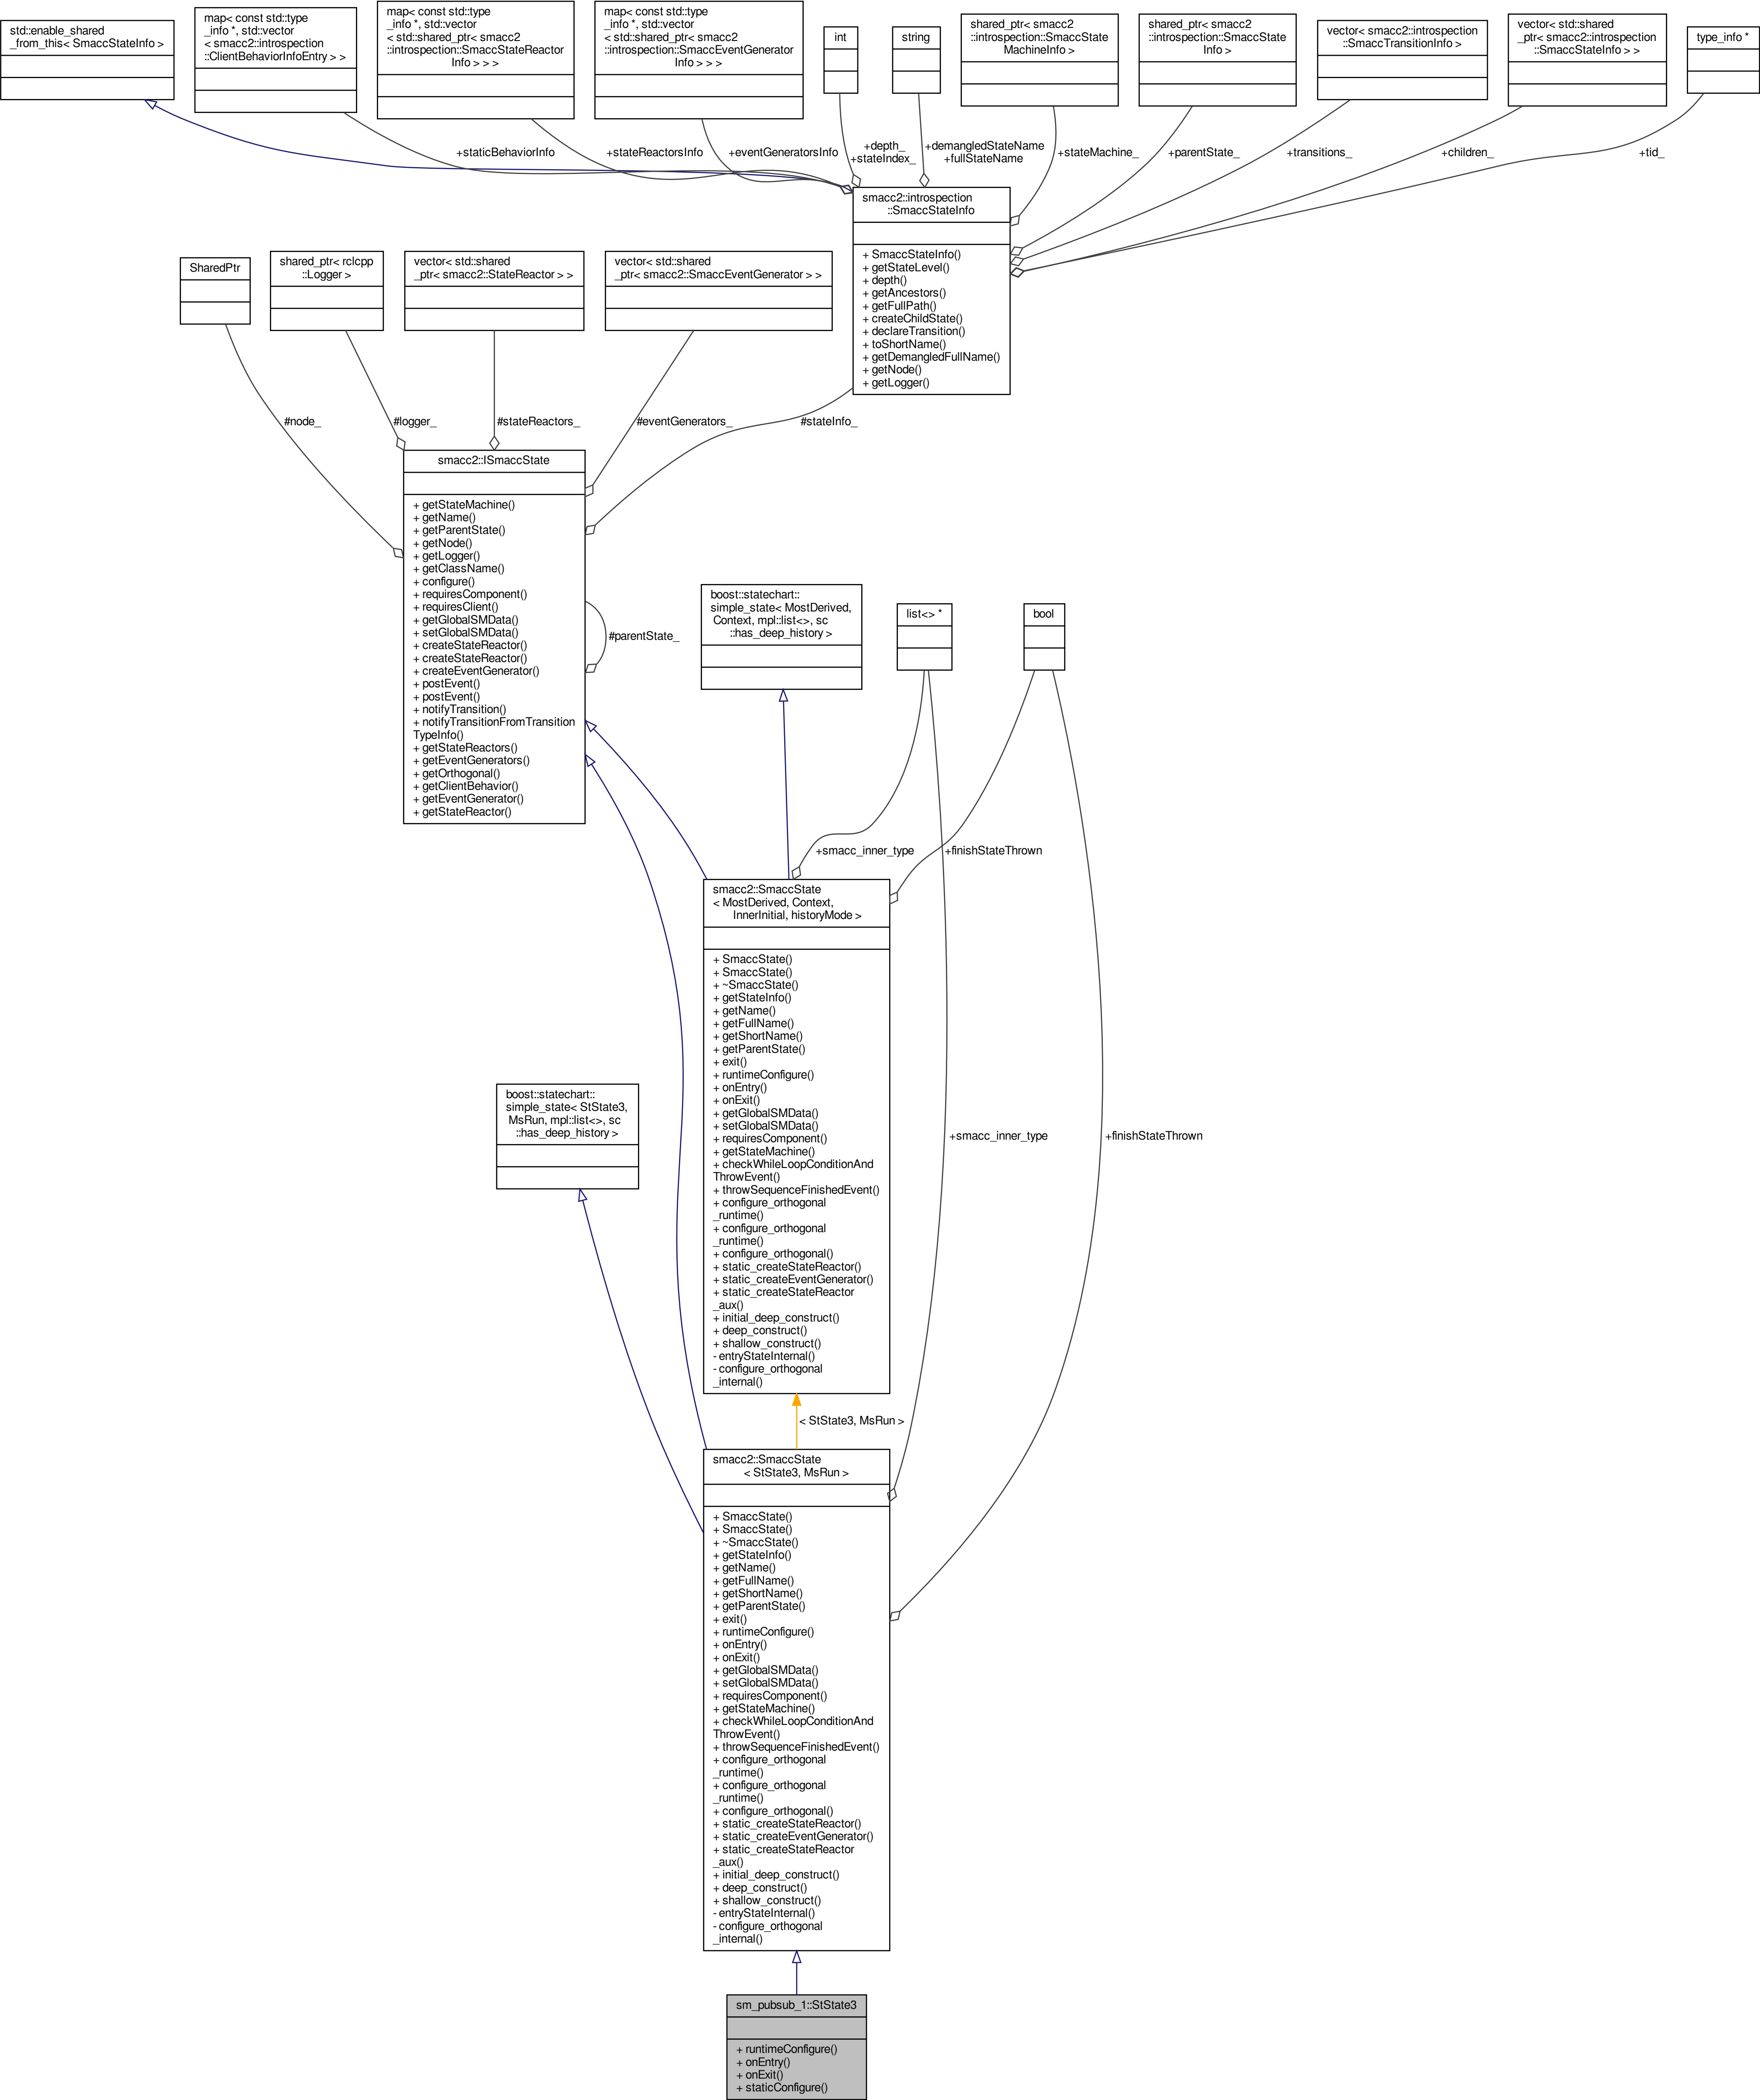 std::enable_shared
_from_this< SmaccStateInfo >
map< const std::type
_info *, std::vector
< smacc2::introspection
::ClientBehaviorInfoEntry > >
map< const std::type
_info *, std::vector
< std::shared_ptr< smacc2
::introspection::SmaccStateReactor
Info > > >
map< const std::type
_info *, std::vector
< std::shared_ptr< smacc2
::introspection::SmaccEventGenerator
Info > > >
int
string
shared_ptr< smacc2
::introspection::SmaccState
MachineInfo >
shared_ptr< smacc2
::introspection::SmaccState
Info >
vector< smacc2::introspection
::SmaccTransitionInfo >
vector< std::shared
_ptr< smacc2::introspection
::SmaccStateInfo > >
type_info *
+staticBehaviorInfo
+stateReactorsInfo
+eventGeneratorsInfo
+depth_
+stateIndex_
+demangledStateName
+fullStateName
+stateMachine_
+parentState_
+transitions_
+children_
+tid_
smacc2::introspection
::SmaccStateInfo
+ SmaccStateInfo()
+ getStateLevel()
+ depth()
+ getAncestors()
+ getFullPath()
+ createChildState()
+ declareTransition()
+ toShortName()
+ getDemangledFullName()
+ getNode()
+ getLogger()
SharedPtr
shared_ptr< rclcpp
::Logger >
vector< std::shared
_ptr< smacc2::StateReactor > >
vector< std::shared
_ptr< smacc2::SmaccEventGenerator > >
#node_
#logger_
#stateReactors_
#eventGenerators_
#stateInfo_
smacc2::ISmaccState
+ getStateMachine()
+ getName()
+ getParentState()
+ getNode()
+ getLogger()
+ getClassName()
+ configure()
+ requiresComponent()
+ requiresClient()
+ getGlobalSMData()
+ setGlobalSMData()
+ createStateReactor()
+ createStateReactor()
+ createEventGenerator()
+ postEvent()
+ postEvent()
+ notifyTransition()
+ notifyTransitionFromTransition
TypeInfo()
+ getStateReactors()
+ getEventGenerators()
+ getOrthogonal()
+ getClientBehavior()
+ getEventGenerator()
+ getStateReactor()
#parentState_
boost::statechart::
simple_state< MostDerived,
Context, mpl::list<>, sc
::has_deep_history >
list<> *
bool
+smacc_inner_type
+finishStateThrown
smacc2::SmaccState
< MostDerived, Context,
InnerInitial, historyMode >
+ SmaccState()
+ SmaccState()
+ ~SmaccState()
+ getStateInfo()
+ getName()
+ getFullName()
+ getShortName()
+ getParentState()
+ exit()
+ runtimeConfigure()
+ onEntry()
+ onExit()
+ getGlobalSMData()
+ setGlobalSMData()
+ requiresComponent()
+ getStateMachine()
+ checkWhileLoopConditionAnd
ThrowEvent()
+ throwSequenceFinishedEvent()
+ configure_orthogonal
_runtime()
+ configure_orthogonal
_runtime()
+ configure_orthogonal()
+ static_createStateReactor()
+ static_createEventGenerator()
+ static_createStateReactor
_aux()
+ initial_deep_construct()
+ deep_construct()
+ shallow_construct()
- entryStateInternal()
- configure_orthogonal
_internal()
boost::statechart::
simple_state< StState3,
MsRun, mpl::list<>, sc
::has_deep_history >
+smacc_inner_type
+finishStateThrown
< StState3, MsRun >
smacc2::SmaccState
< StState3, MsRun >
+ SmaccState()
+ SmaccState()
+ ~SmaccState()
+ getStateInfo()
+ getName()
+ getFullName()
+ getShortName()
+ getParentState()
+ exit()
+ runtimeConfigure()
+ onEntry()
+ onExit()
+ getGlobalSMData()
+ setGlobalSMData()
+ requiresComponent()
+ getStateMachine()
+ checkWhileLoopConditionAnd
ThrowEvent()
+ throwSequenceFinishedEvent()
+ configure_orthogonal
_runtime()
+ configure_orthogonal
_runtime()
+ configure_orthogonal()
+ static_createStateReactor()
+ static_createEventGenerator()
+ static_createStateReactor
_aux()
+ initial_deep_construct()
+ deep_construct()
+ shallow_construct()
- entryStateInternal()
- configure_orthogonal
_internal()
sm_pubsub_1::StState3
+ runtimeConfigure()
+ onEntry()
+ onExit()
+ staticConfigure()